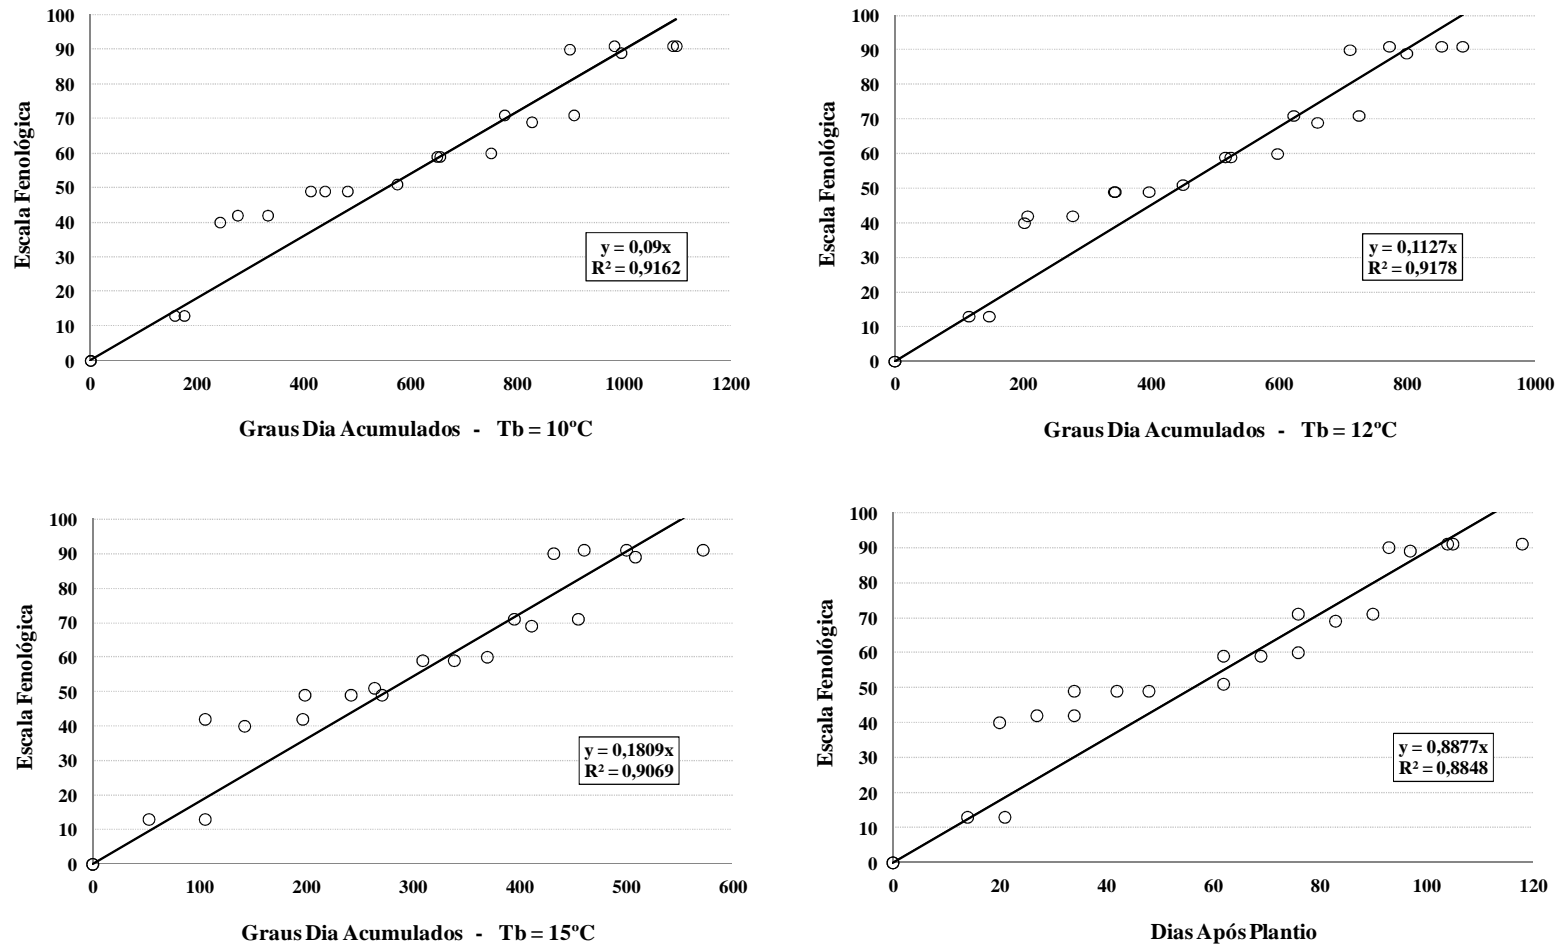 Escala Fenológica
100
90
80
70
60
50
40
30
20
10
0
y = 0,09x
R² = 0,9162
0 200 400 600 800 1000 1200
Graus Dia Acumulados - Tb = 10ºC
Escala Fenológica
100
90
80
70
60
50
40
30
20
10
0
y = 0,1127x
R² = 0,9178
0 200 400 600 800 1000
Graus Dia Acumulados - Tb = 12ºC
Escala Fenológica
100
90
80
70
60
50
40
30
20
10
0
y = 0,1809x
R² = 0,9069
0 100 200 300 400 500 600
Graus Dia Acumulados - Tb = 15ºC
Escala Fenológica
100
90
80
70
60
50
40
30
20
10
0
y = 0,8877x
R² = 0,8848
0 20 40 60 80 100 120
Dias Após Plantio